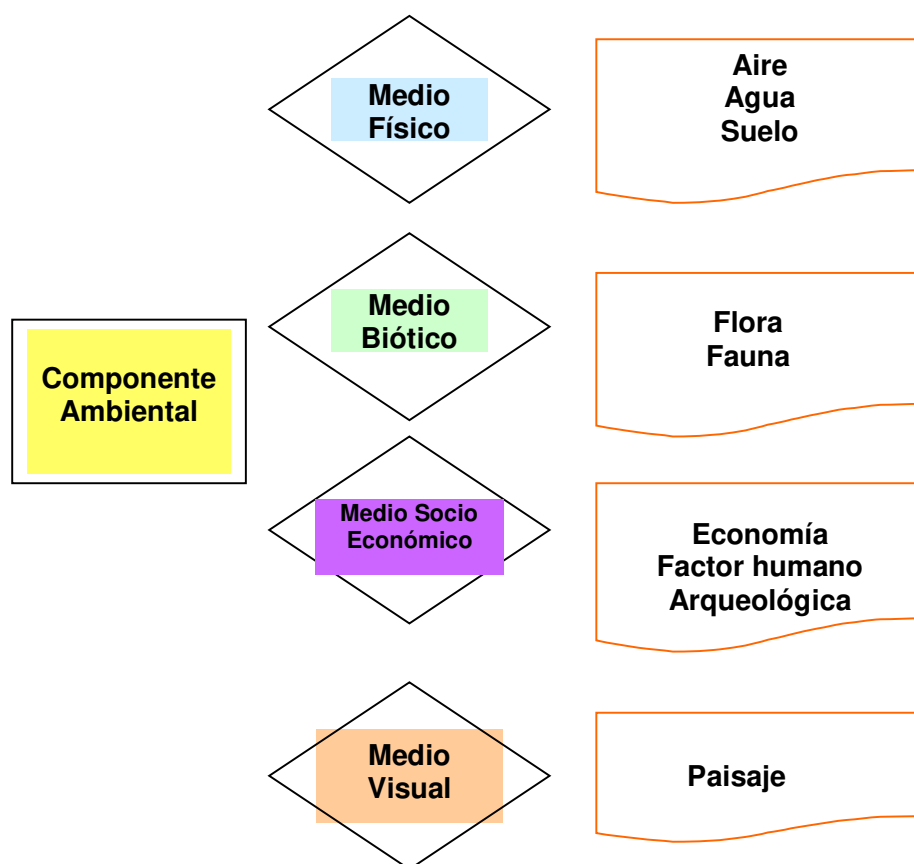 Medio
Físico
Aire
Agua
Suelo
Medio
Biótico
Flora
Fauna
Componente
Ambiental
Medio Socio
Económico
Economía
Factor humano
Arqueológica
Medio
Visual
Paisaje